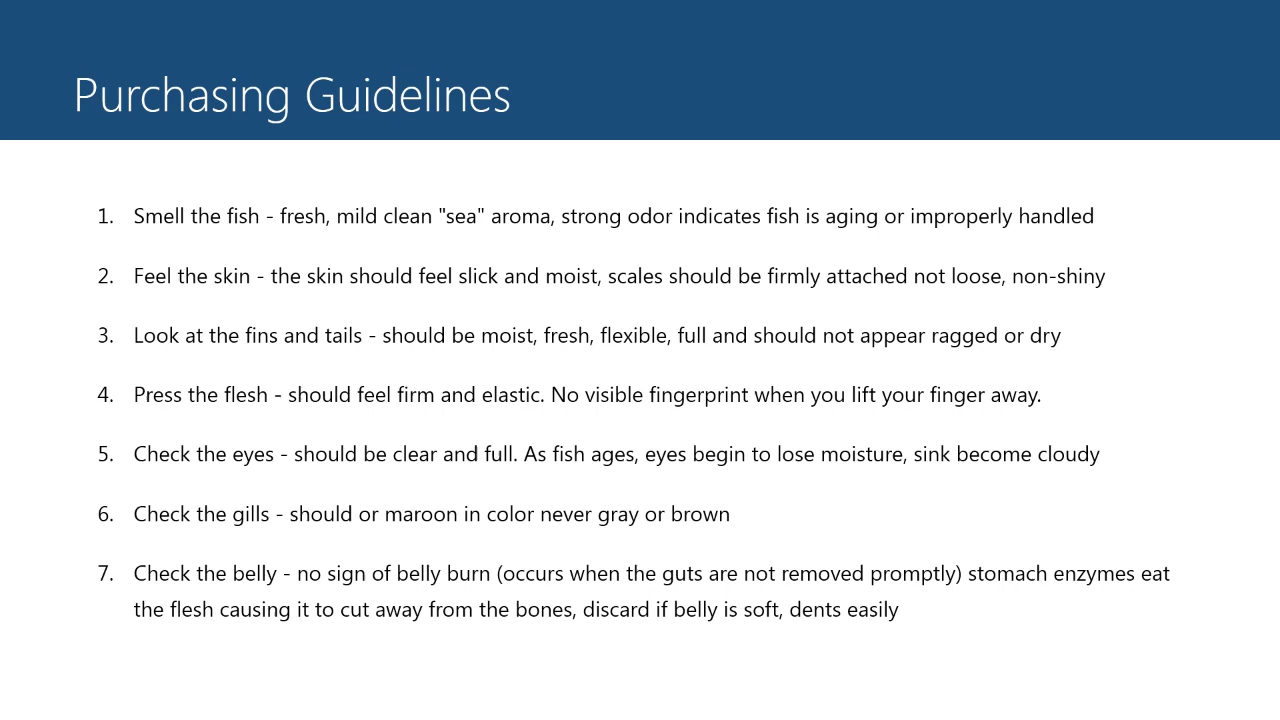 Purchasing Guidelines
1. Smell the fish - fresh, mild clean "sea" aroma, strong odor indicates fish is aging or improperly handled
2. Feel the skin - the skin should feel slick and moist, scales should be firmly attached not loose, non-shiny
3. Look at the fins and tails - should be moist, fresh, flexible, full and should not appear ragged or dry
4. Press the flesh - should feel firm and elastic. No visible fingerprint when you lift your finger away.
5. Check the eyes - should be clear and full. As fish ages, eyes begin to lose moisture, sink become cloudy
6. Check the gills - should or maroon in color never gray or brown
7. Check the belly - no sign of belly burn (occurs when the guts are not removed promptly) stomach enzymes eat
the flesh causing it to cut away from the bones, discard if belly is soft, dents easily